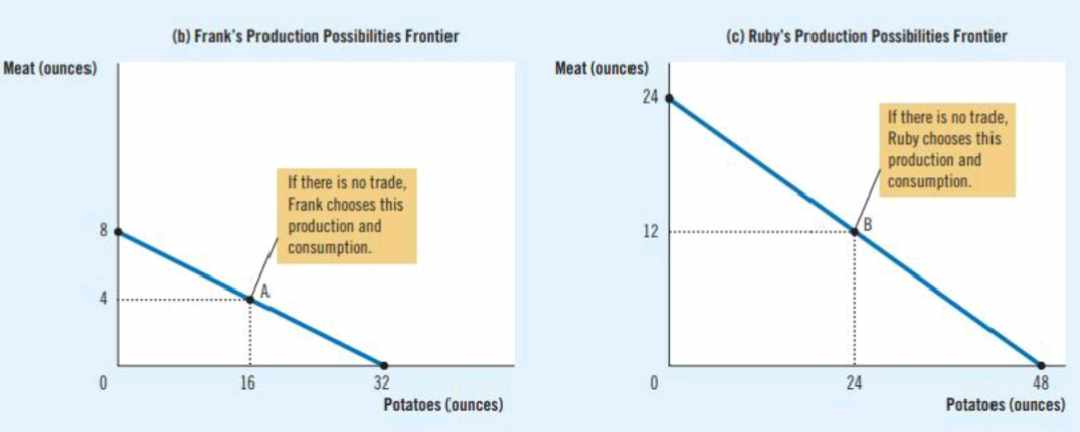 (b) Frank's Production Possibilities Frontier
Meat (ounces)
If there is no trade,
Frank chooses this
production and
consumption.
8
4
A
0
16
32
Potatoes (ounces)
(c) Ruby's Production Possibilities Frontier
Meat (ounces)
24
If there is no trade,
Ruby chooses this
production and
consumption.
12
B
0
24
48
Potatoes (ounces)